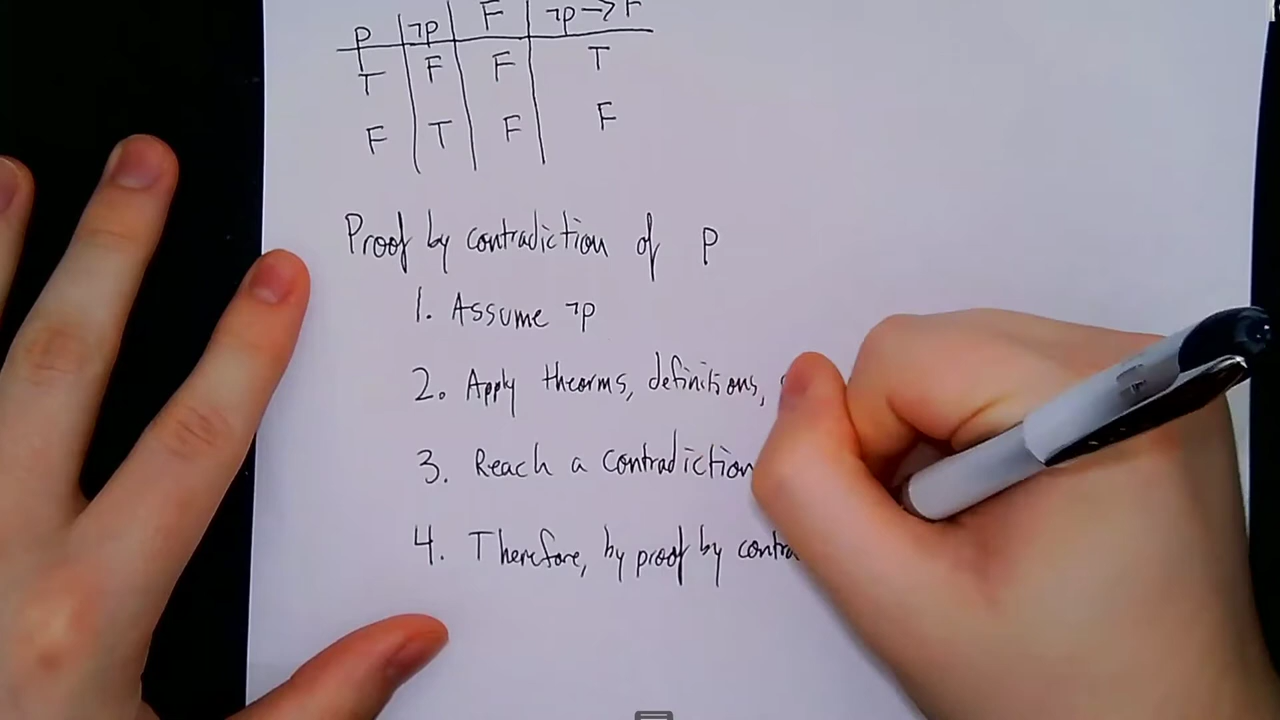 p ¬p F ¬p → F
T F F T
F T F F
Proof by contradiction of p
1. Assume ¬p
2. Apply theorms, definitions,
3. Reach a contradiction
4. Therefore, by proof by